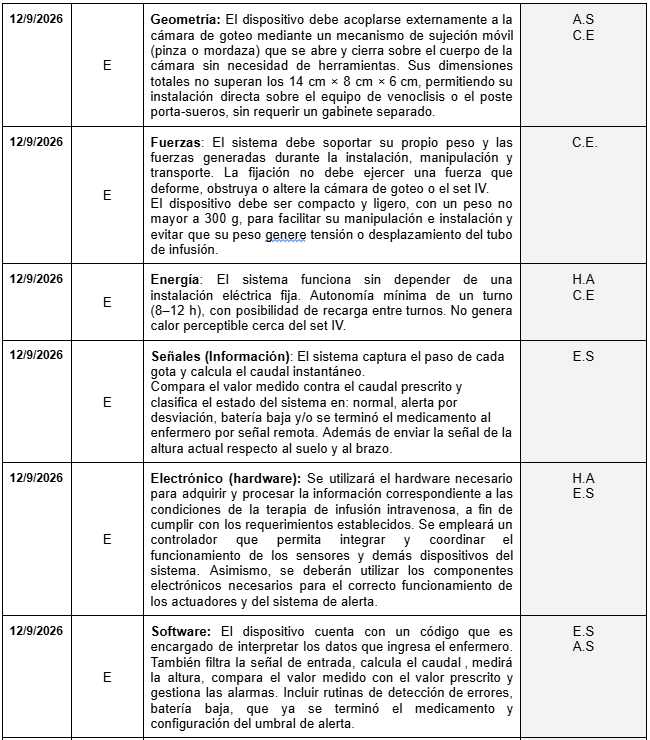 12/9/2026
E
Geometría: El dispositivo debe acoplarse externamente a la
cámara de goteo mediante un mecanismo de sujeción móvil
(pinza o mordaza) que se abre y cierra sobre el cuerpo de la
cámara sin necesidad de herramientas. Sus dimensiones
totales no superan los 14 cm × 8 cm × 6 cm, permitiendo su
instalación directa sobre el equipo de venoclisis o el poste
porta-sueros, sin requerir un gabinete separado.
A.S
C.E
12/9/2026
E
Fuerzas: El sistema debe soportar su propio peso y las
fuerzas generadas durante la instalación, manipulación y
transporte. La fijación no debe ejercer una fuerza que
deforme, obstruya o altere la cámara de goteo o el set IV.
El dispositivo debe ser compacto y ligero, con un peso no
mayor a 300 g, para facilitar su manipulación e instalación y
evitar que su peso genere tensión o desplazamiento del tubo
de infusión.
C.E.
12/9/2026
E
Energía: El sistema funciona sin depender de una
instalación eléctrica fija. Autonomía mínima de un turno
(8–12 h), con posibilidad de recarga entre turnos. No genera
calor perceptible cerca del set IV.
H.A
C.E
12/9/2026
E
Señales (Información): El sistema captura el paso de cada
gota y calcula el caudal instantáneo.
Compara el valor medido contra el caudal prescrito y
clasifica el estado del sistema en: normal, alerta por
desviación, batería baja y/o se terminó el medicamento al
enfermero por señal remota. Además de enviar la señal de la
altura actual respecto al suelo y al brazo.
E.S
12/9/2026
E
Electrónico (hardware): Se utilizará el hardware necesario
para adquirir y procesar la información correspondiente a las
condiciones de la terapia de infusión intravenosa, a fin de
cumplir con los requerimientos establecidos. Se empleará un
controlador que permita integrar y coordinar el
funcionamiento de los sensores y demás dispositivos del
sistema. Asimismo, se deberán utilizar los componentes
electrónicos necesarios para el correcto funcionamiento de
los actuadores y del sistema de alerta.
H.A
E.S
12/9/2026
E
Software: El dispositivo cuenta con un código que es
encargado de interpretar los datos que ingresa el enfermero.
También filtra la señal de entrada, calcula el caudal , medirá
la altura, compara el valor medido con el valor prescrito y
gestiona las alarmas. Incluir rutinas de detección de errores,
batería baja, que ya se terminó el medicamento y
configuración del umbral de alerta.
E.S
A.S